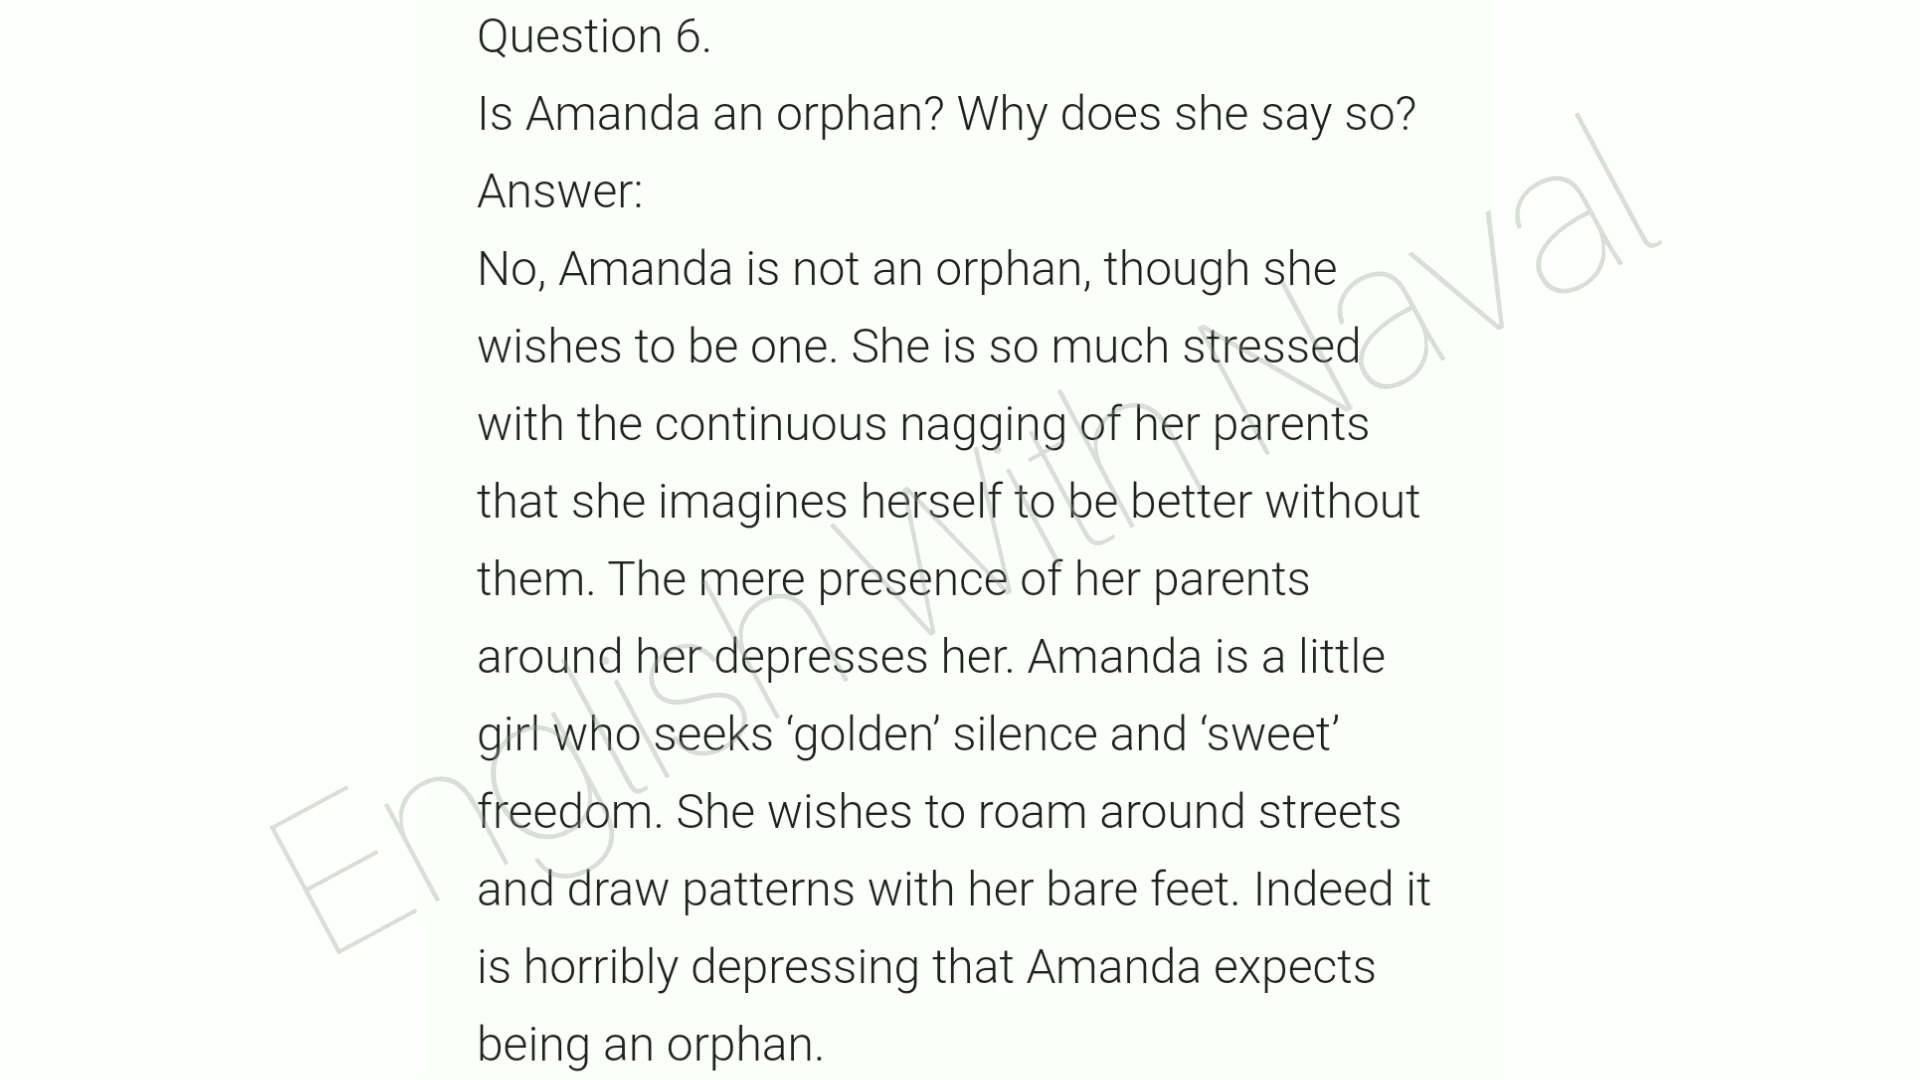 Question 6.
Is Amanda an orphan? Why does she say so?
Answer:
No, Amanda is not an orphan, though she
wishes to be one. She is so much stressed
with the continuous nagging of her parents
that she imagines herself to be better without
them. The mere presence of her parents
around her depresses her. Amanda is a little
girl who seeks ‘golden’ silence and ‘sweet’
freedom. She wishes to roam around streets
and draw patterns with her bare feet. Indeed it
is horribly depressing that Amanda expects
being an orphan.
English With Naval